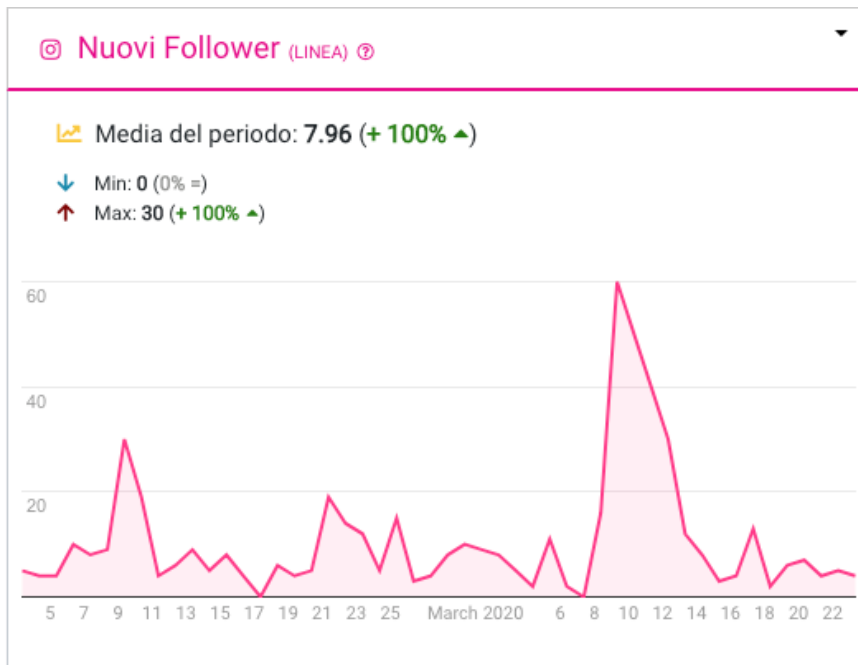 Nuovi Follower (LINEA)
Media del periodo: 7.96 (+ 100% )
Min: 0 (0% =)
Max: 30 (+ 100% )
60
40
20
5 7 9 11 13 15 17 19 21 23 25 March 2020 6 8 10 12 14 16 18 20 22